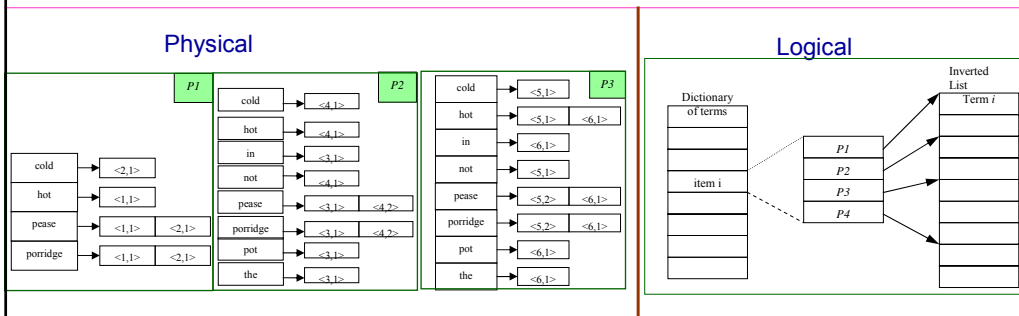 Physical
P1
cold <2,1>
hot <1,1>
pease <1,1> <2,1>
porridge <1,1> <2,1>
P2
cold <4,1>
hot <4,1>
in <3,1>
not <4,1>
pease <3,1> <4,2>
porridge <3,1> <4,2>
pot <3,1>
the <3,1>
P3
cold <5,1>
hot <5,1> <6,1>
in <6,1>
not <5,1>
pease <5,2> <6,1>
porridge <5,2> <6,1>
pot <6,1>
the <6,1>
Logical
Dictionary
of terms
item i
P1
P2
P3
P4
Inverted
List
Term i